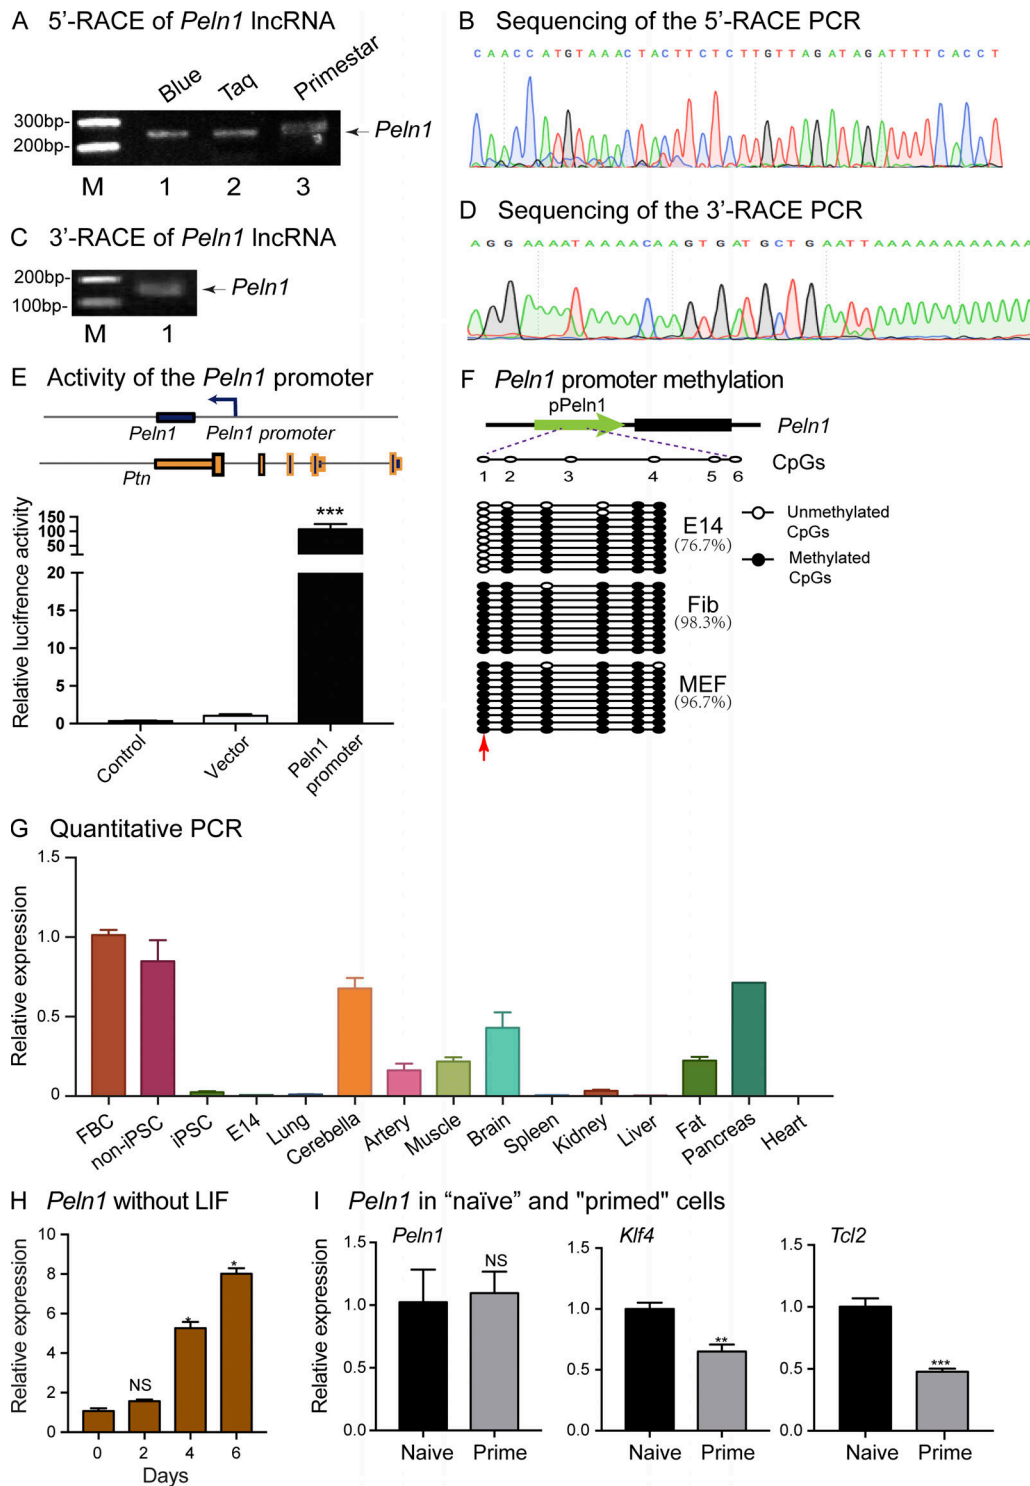 A 5'-RACE of Peln1 lncRNA
Blue Taq Primestar
300bp-
200bp-
Peln1
M 1 2 3
B Sequencing of the 5'-RACE PCR
CAACCATGTAAACTACTTCTCTTGTTAGATAGATTTTCACCT
C 3'-RACE of Peln1 lncRNA
200bp-
100bp-
Peln1
M 1
D Sequencing of the 3'-RACE PCR
AGGAAAATAAAACAAGTGATGCTGAATTAAAAAAAAAAAA
E Activity of the Peln1 promoter
Peln1 Peln1 promoter
Ptn
Relative lucifrence activity
150
100
50
20
15
10
5
0
***
Control
Vector
Peln1 promoter
F Peln1 promoter methylation
pPeln1
Peln1
CpGs
1 2 3 4 5 6
E14
(76.7%)
Fib
(98.3%)
MEF
(96.7%)
Unmethylated
CpGs
Methylated
CpGs
G Quantitative PCR
Relative expression
1.5
1.0
0.5
0
FBC
non-iPSC
iPSC
E14
Lung
Cerebella
Artery
Muscle
Brain
Spleen
Kidney
Liver
Fat
Pancreas
Heart
H Peln1 without LIF
Relative expression
10
8
6
4
2
0
NS
*
*
0 2 4 6
Days
I Peln1 in "naïve" and "primed" cells
Relative expression
Peln1
1.5
1.0
0.5
0.0
NS
Naive Prime
Klf4
1.5
1.0
0.5
0.0
**
Naive Prime
Tcl2
1.5
1.0
0.5
0.0
***
Naive Prime